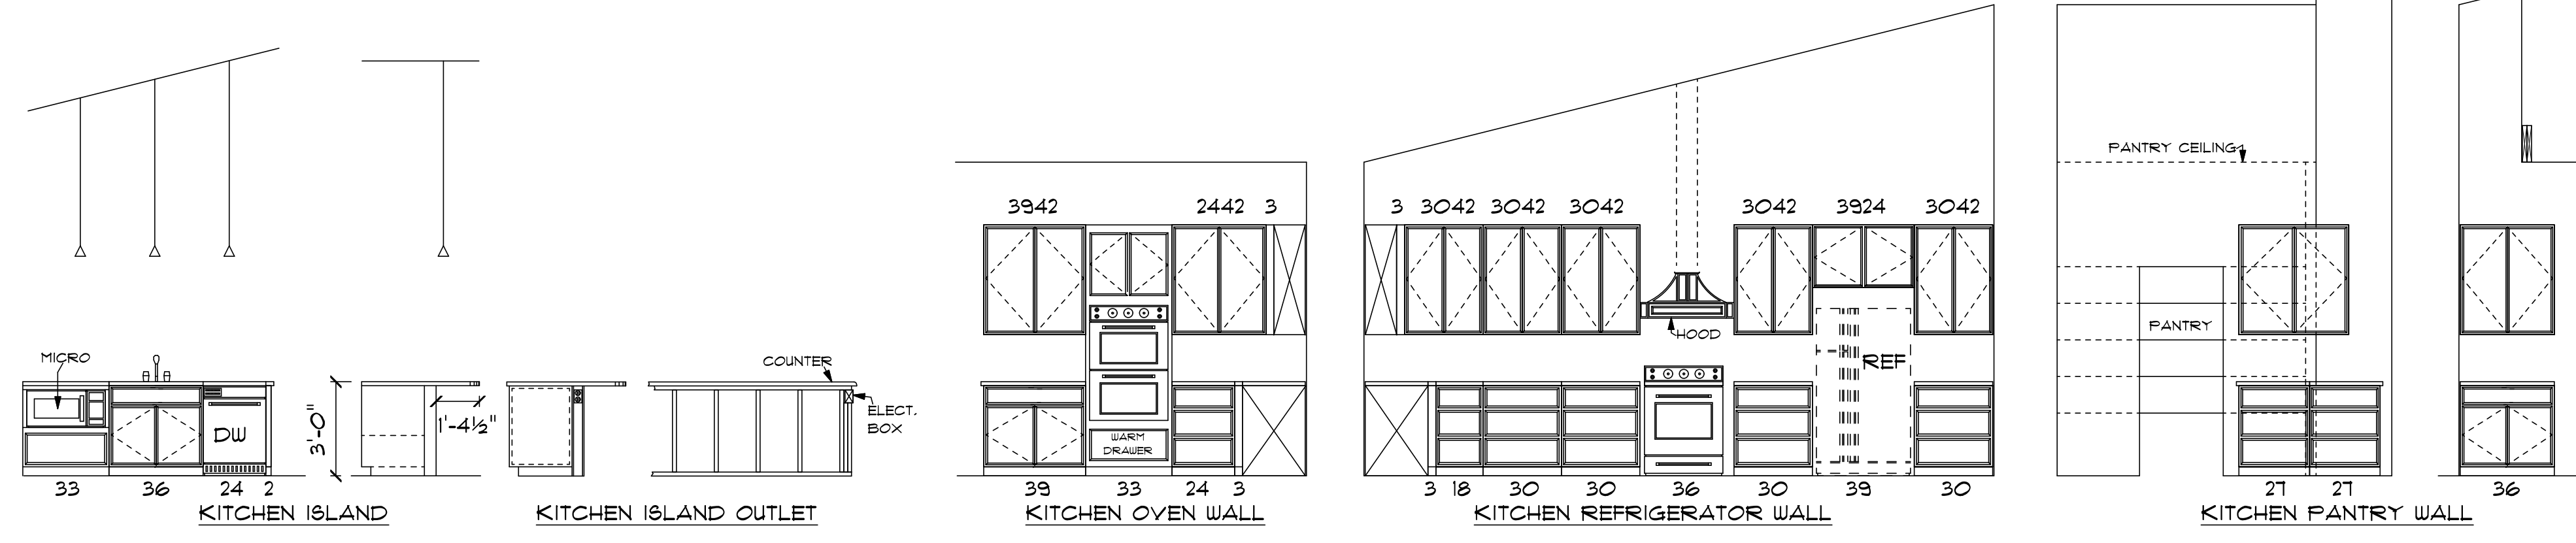 MICRO
DW
3'-0"
1'-4½"
33 36 24 2
KITCHEN ISLAND
COUNTER
ELECT.
BOX
KITCHEN ISLAND OUTLET
3942 2442 3
WARM
DRAWER
39 33 24 3
KITCHEN OVEN WALL
3 3042 3042 3042 3042 3924 3042
HOOD
REF
3 18 30 30 36 30 39 30
KITCHEN REFRIGERATOR WALL
PANTRY CEILING
PANTRY
27 27
KITCHEN PANTRY WALL
36